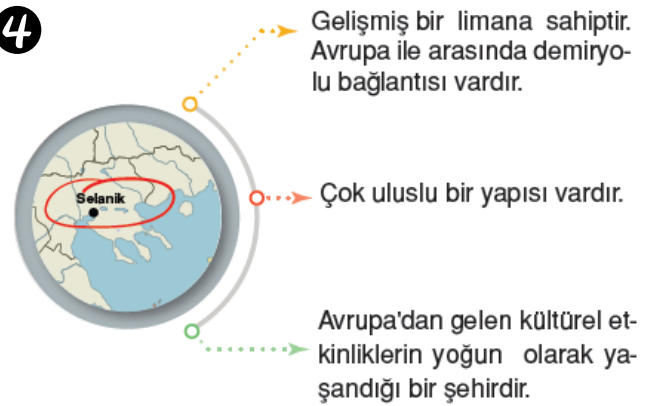 4
Gelişmiş bir limana sahiptir.
Avrupa ile arasında demiryo-
lu bağlantısı vardır.
Selanik
Çok uluslu bir yapısı vardır.
Avrupa'dan gelen kültürel et-
kinliklerin yoğun olarak ya-
şandığı bir şehirdir.